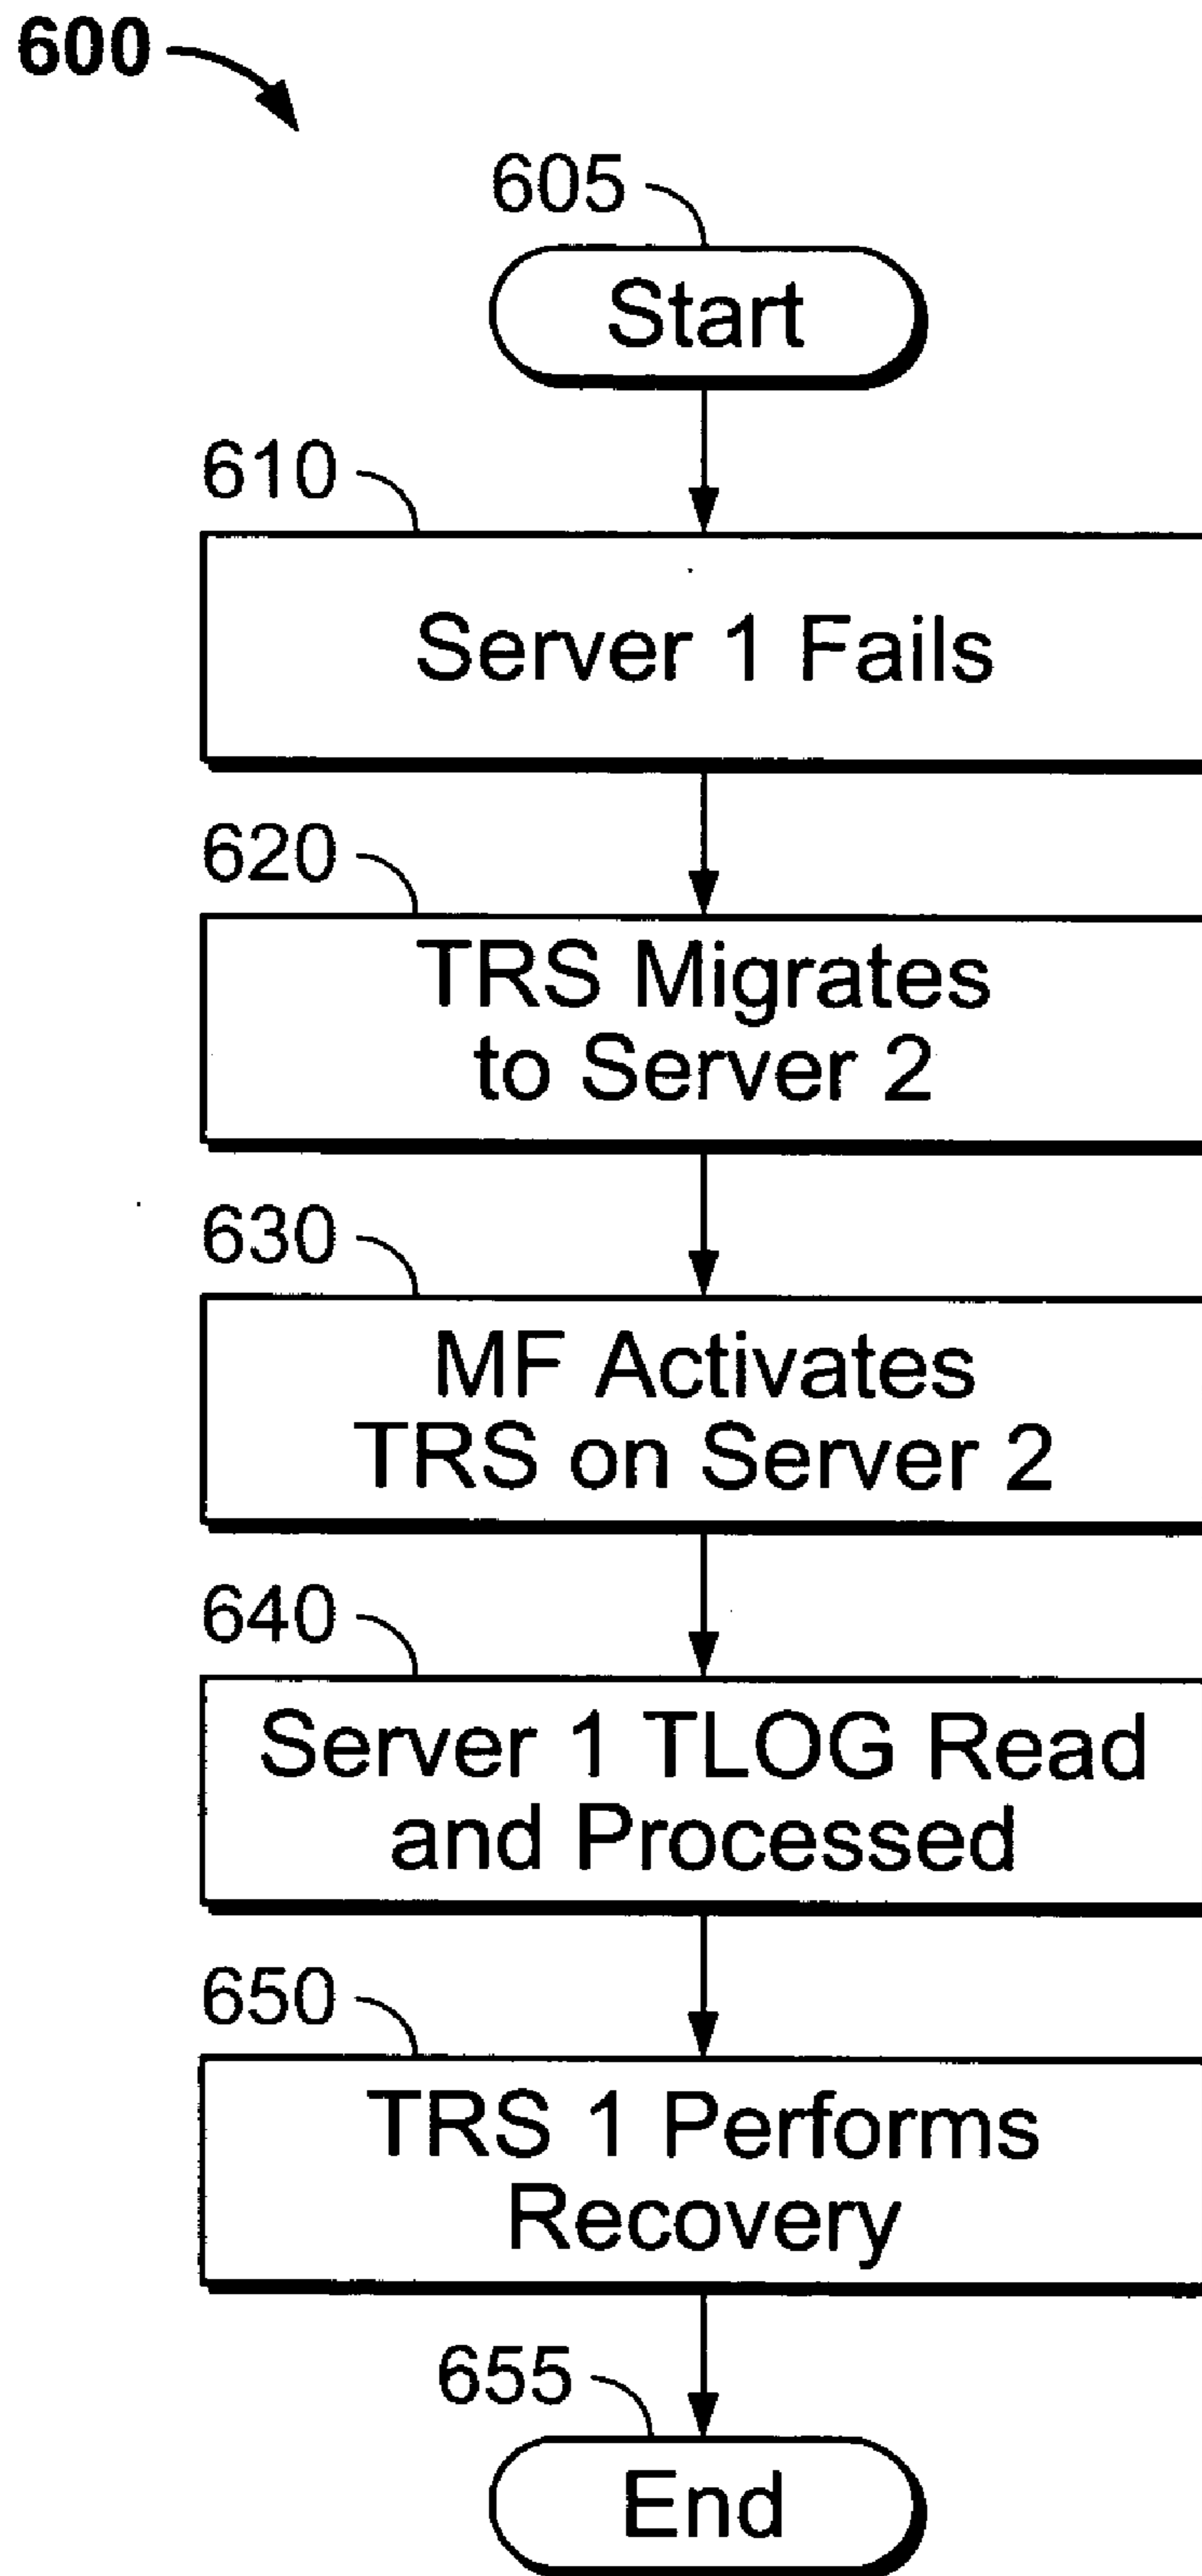 600
605
Start
610
Server 1 Fails
620
TRS Migrates
to Server 2
630
MF Activates
TRS on Server 2
640
Server 1 TLOG Read
and Processed
650
TRS 1 Performs
Recovery
655
End